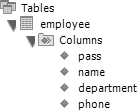 Tables
employee
Columns
pass
name
department
phone